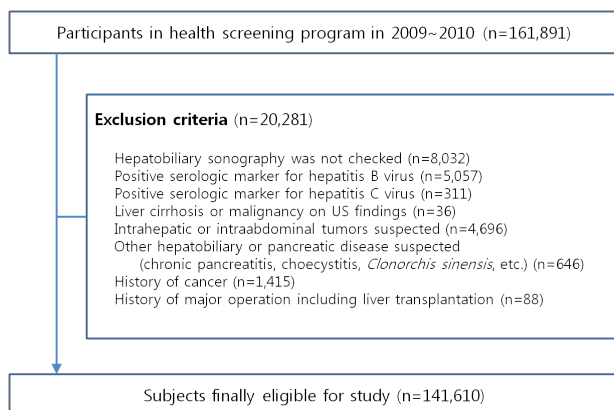 Participants in health screening program in 2009~2010 (n=161,891)
Exclusion criteria (n=20,281)
Hepatobiliary sonography was not checked (n=8,032)
Positive serologic marker for hepatitis B virus (n=5,057)
Positive serologic marker for hepatitis C virus (n=311)
Liver cirrhosis or malignancy on US findings (n=36)
Intrahepatic or intraabdominal tumors suspected (n=4,696)
Other hepatobiliary or pancreatic disease suspected
(chronic pancreatitis, choecystitis, Clonorchis sinensis, etc.) (n=646)
History of cancer (n=1,415)
History of major operation including liver transplantation (n=88)
Subjects finally eligible for study (n=141,610)